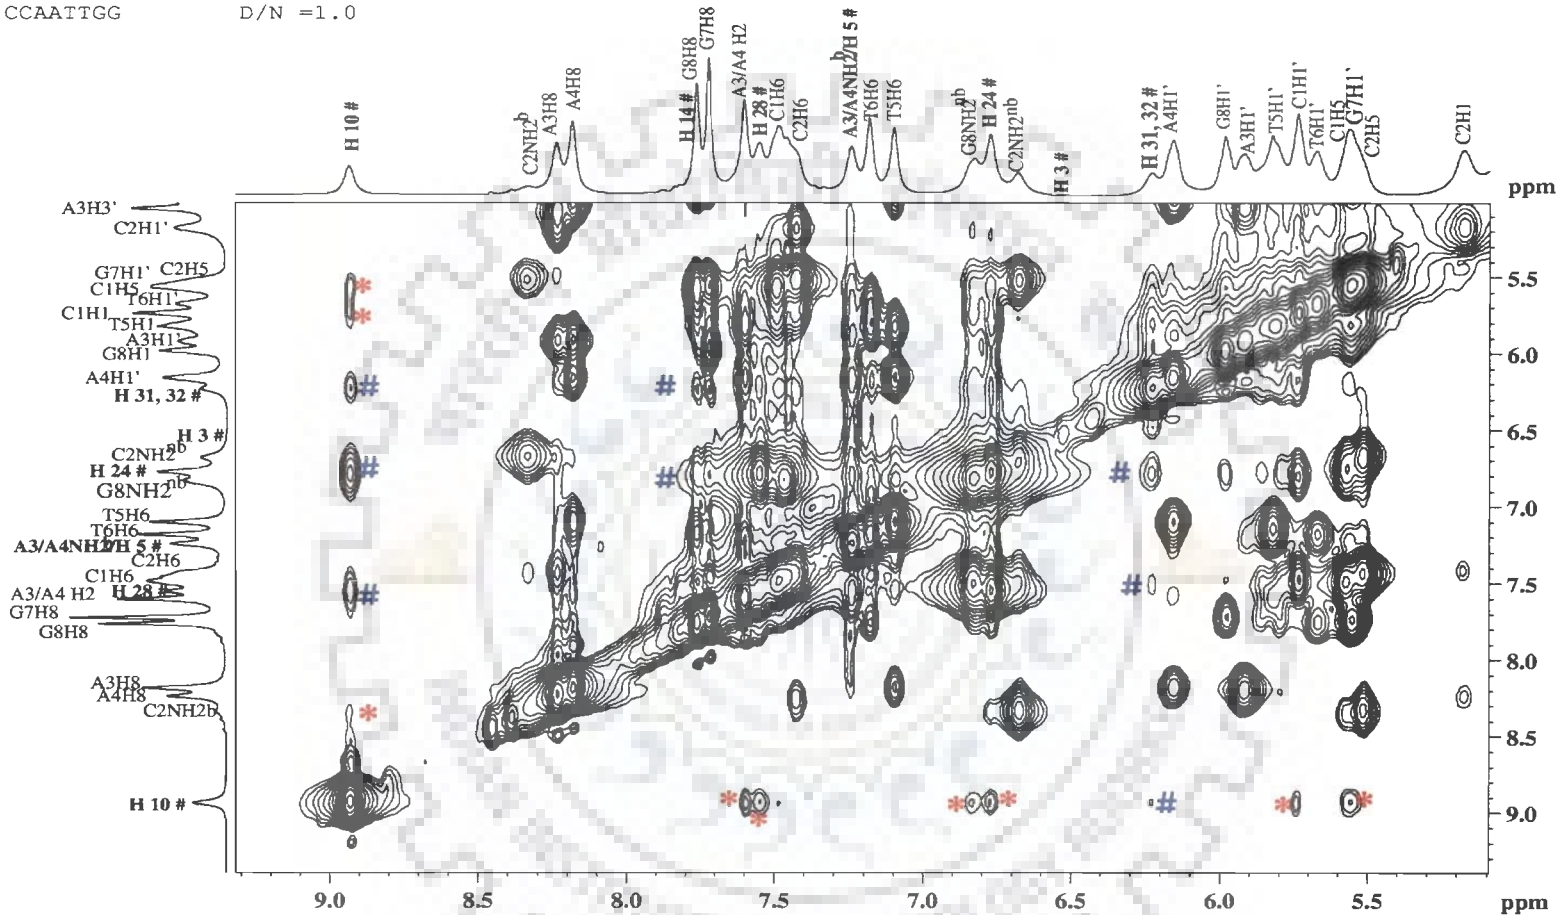 CCAATTGG D/N =1.0
H 10 #
C2NH2b
A3H8
A4H8
H 14 #
G8H8
G7H8
A3/A4 H2
H 28 #
C1H6
C2H6
A3/A4NH2b/H 5 #
T6H6
T5H6
G8NH2nb
H 24 #
C2NH2nb
H 3 #
H 31, 32 #
A4H1'
G8H1'
A3H1'
T5H1'
C1H1'
T6H1'
C1H5
G7H1'
C2H5
C2H1
ppm
A3H3'
C2H1'
G7H1' C2H5
C1H5
T6H1'
C1H1
T5H1
A3H1'
G8H1
A4H1'
H 31, 32 #
H 3 #
C2NH2nb
H 24 #
G8NH2nb
T5H6
T6H6
A3/A4NH2b/H 5 #
C2H6
C1H6
A3/A4 H2 H 28 #
G7H8
G8H8
A3H8
A4H8
C2NH2b
H 10 #
*
*
# #
# # #
# #
*
* * * * * * #
*
5.5
6.0
6.5
7.0
7.5
8.0
8.5
9.0
9.0 8.5 8.0 7.5 7.0 6.5 6.0 5.5 ppm